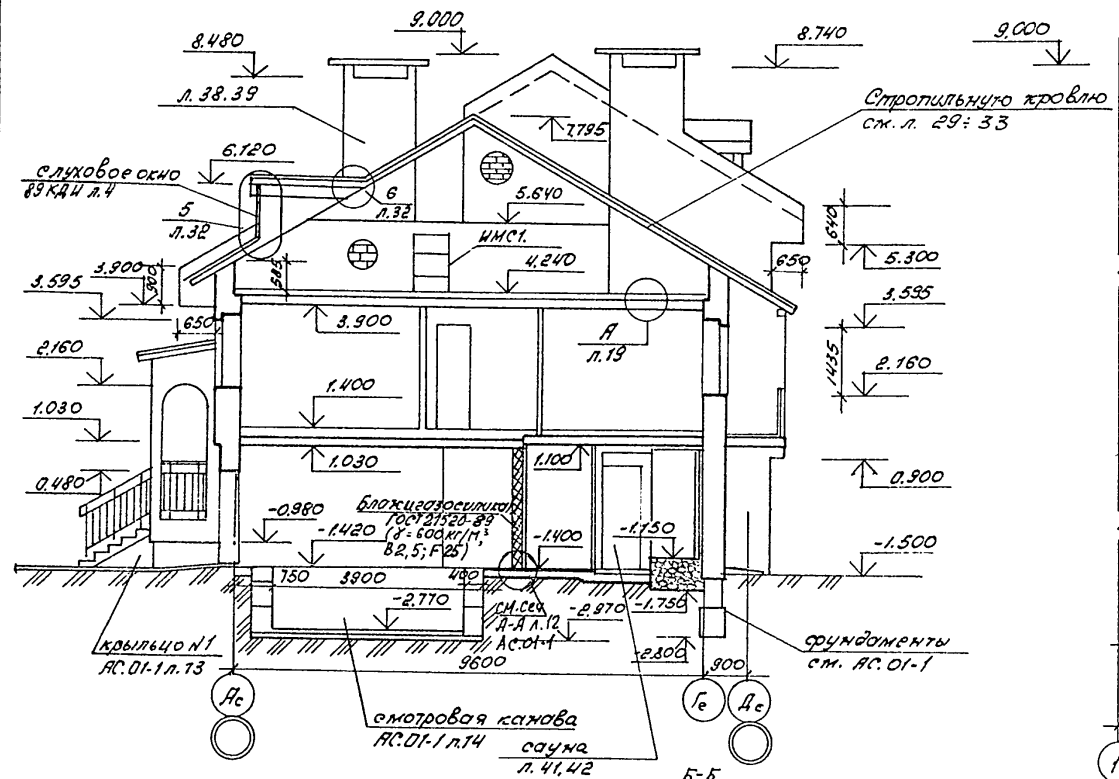 9.000
8.480
8.740
9.000
л. 38.39
Стропильную кровлю
см. л. 29÷33
7.795
6.120
слуховое окно
89 КДИ л.4
5
л.32
6
л.32
5.640
ИМС1.
640
650
5.300
3.900
900
585
4.240
3.595
3.595
650
3.900
А
л.19
2.160
1435
2.160
1.400
1.030
1.030
1.100
0.480
0.900
-0.980
Блоки газосиликат
ГОСТ 21520-89
(γ=600 кг/м³,
В2,5; F25)
-1.150
-1.420
-1.400
-1.500
750
3900
400
-2.770
см. сеч
А-А л.12
АС.01-1
-2.970
-1.750
-2.800
крыльцо N1
АС.01-1 л.13
фундаменты
см. АС.01-1
9600
900
Ас
Гс
Дс
смотровая канава
АС.01-1 л.14
сауна
л. 41,42
Б-Б
1